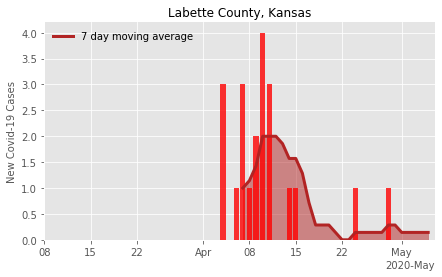 Labette County, Kansas
7 day moving average
New Covid-19 Cases
4.0
3.5
3.0
2.5
2.0
1.5
1.0
0.5
0.0
08 15 22 Apr 08 15 22 May
2020-May